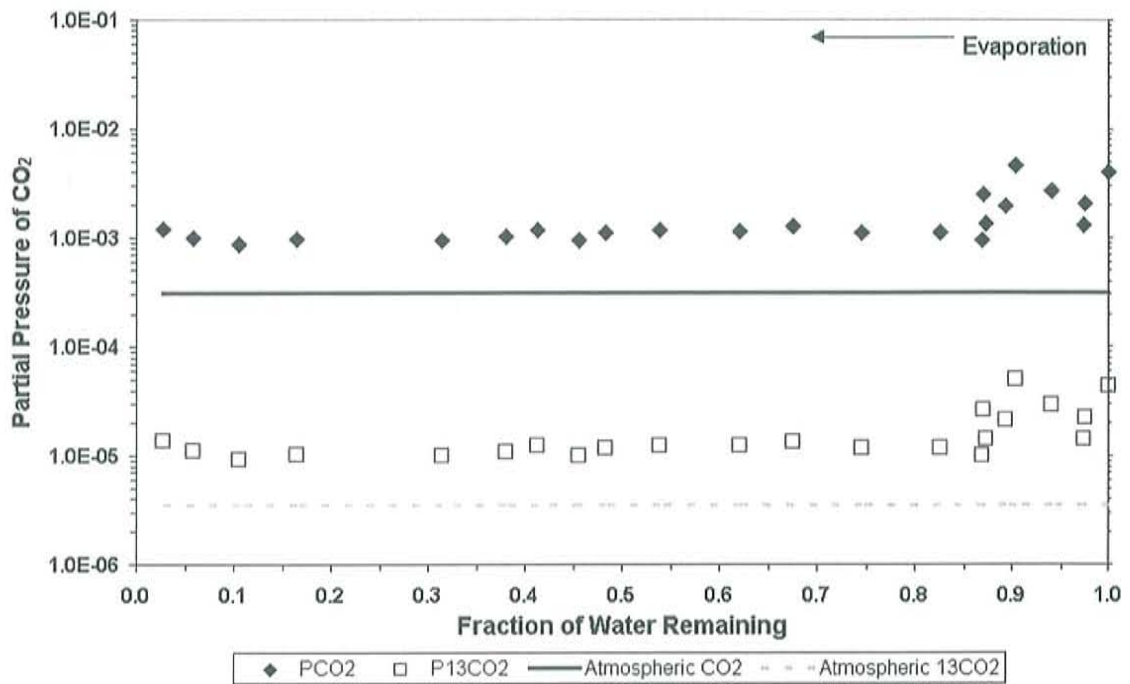 1.0E-01
Evaporation
1.0E-02
1.0E-03
1.0E-04
1.0E-05
1.0E-06
Partial Pressure of CO₂
0.0 0.1 0.2 0.3 0.4 0.5 0.6 0.7 0.8 0.9 1.0
Fraction of Water Remaining
PCO2 P13CO2 Atmospheric CO2 Atmospheric 13CO2